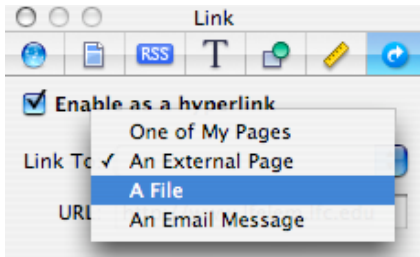 Link
RSS T
Enable as a hyperlink
One of My Pages
Link To ✓ An External Page
A File
URL
An Email Message